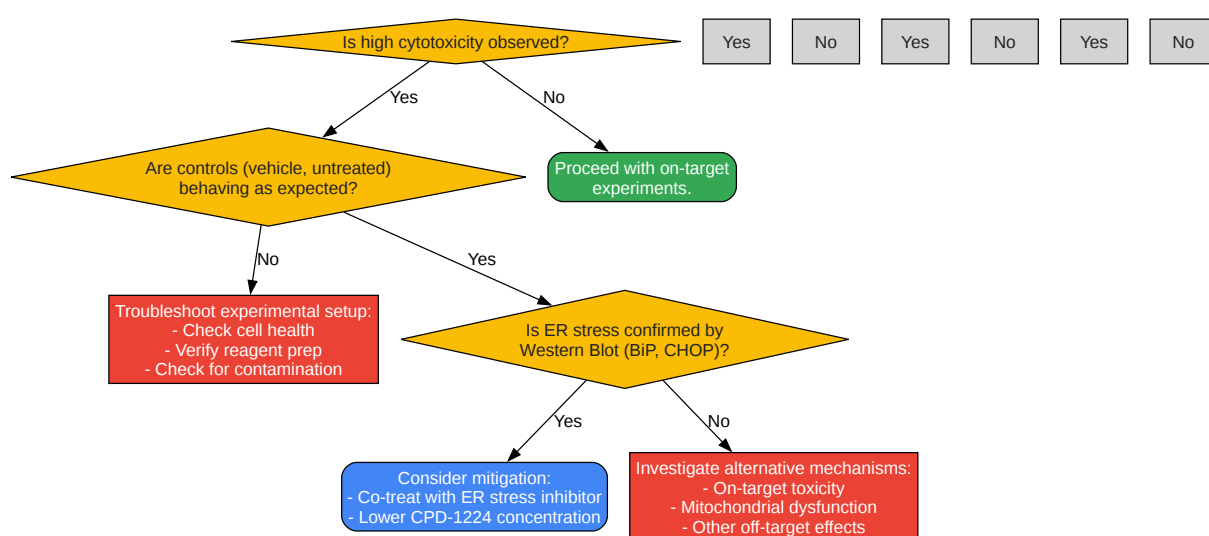 Is high cytotoxicity observed?
Yes
No
Yes
No
Yes
No
Yes
No
Are controls (vehicle, untreated)
behaving as expected?
Proceed with on-target
experiments.
No
Yes
Troubleshoot experimental setup:
- Check cell health
- Verify reagent prep
- Check for contamination
Is ER stress confirmed by
Western Blot (BiP, CHOP)?
Yes
No
Consider mitigation:
- Co-treat with ER stress inhibitor
- Lower CPD-1224 concentration
Investigate alternative mechanisms:
- On-target toxicity
- Mitochondrial dysfunction
- Other off-target effects